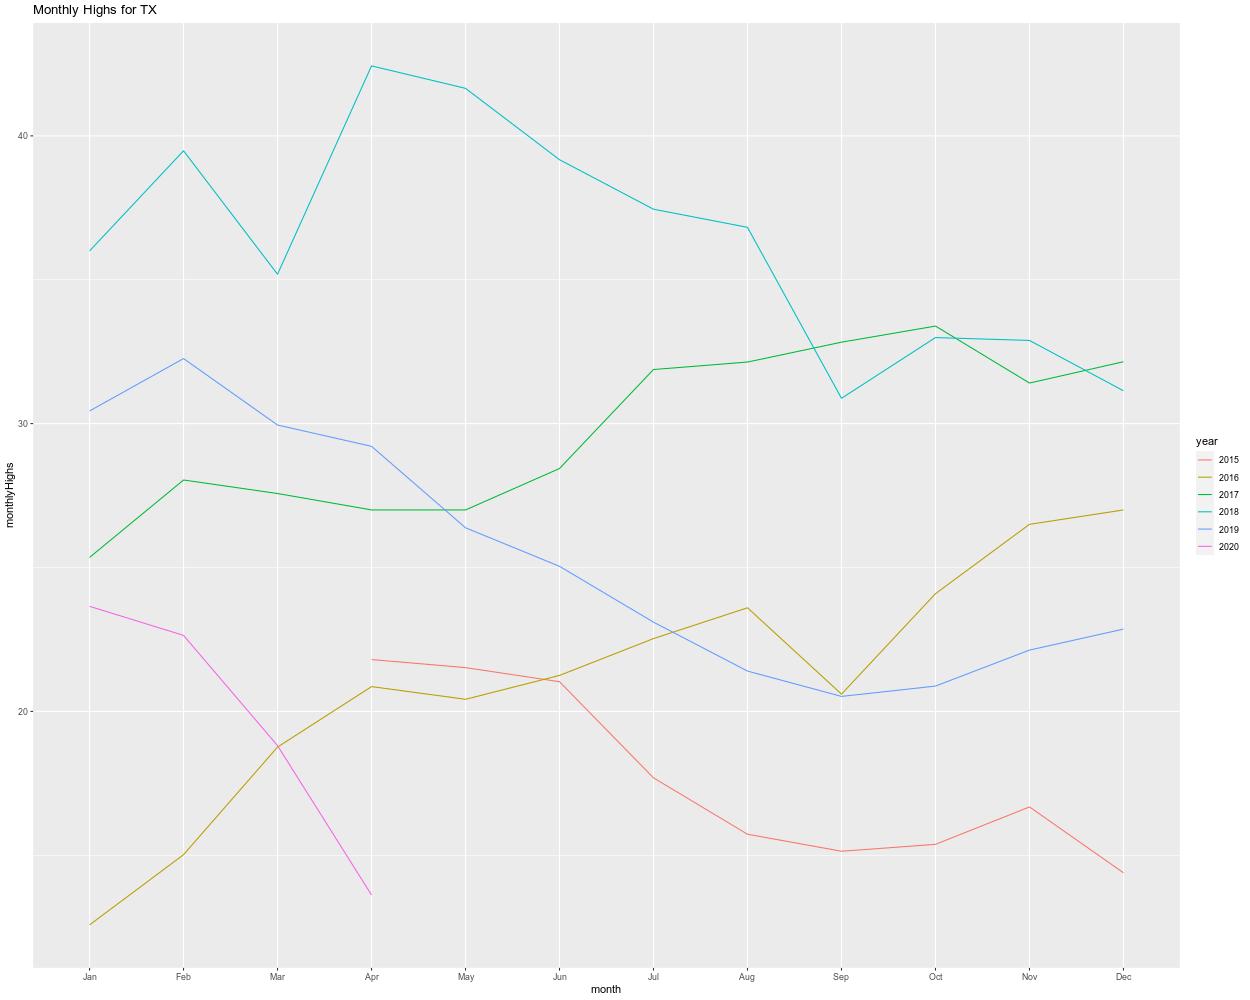 Monthly Highs for TX
40
30
20
monthlyHighs
Jan Feb Mar Apr May Jun Jul Aug Sep Oct Nov Dec
month
year
2015
2016
2017
2018
2019
2020